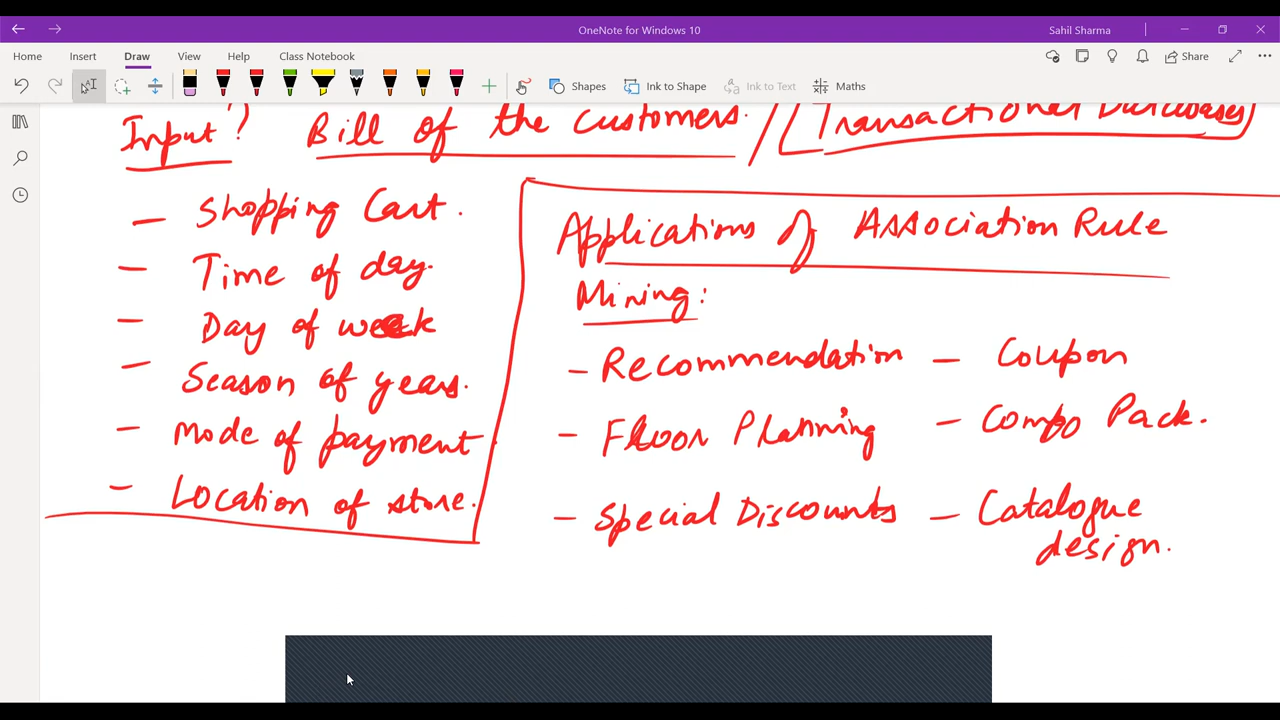 OneNote for Windows 10
Sahil Sharma
Home Insert Draw View Help Class Notebook
Share
Shapes Ink to Shape Ink to Text Maths
Input? Bill of the customers. / (Transactional Databases)
- Shopping Cart.
- Time of day.
- Day of week
- Season of years.
- Mode of payment
- Location of store.
Applications of Association Rule
Mining:
- Recommendation - Coupon
- Floor Planning - Compo Pack.
- Special Discounts - Catalogue
design.